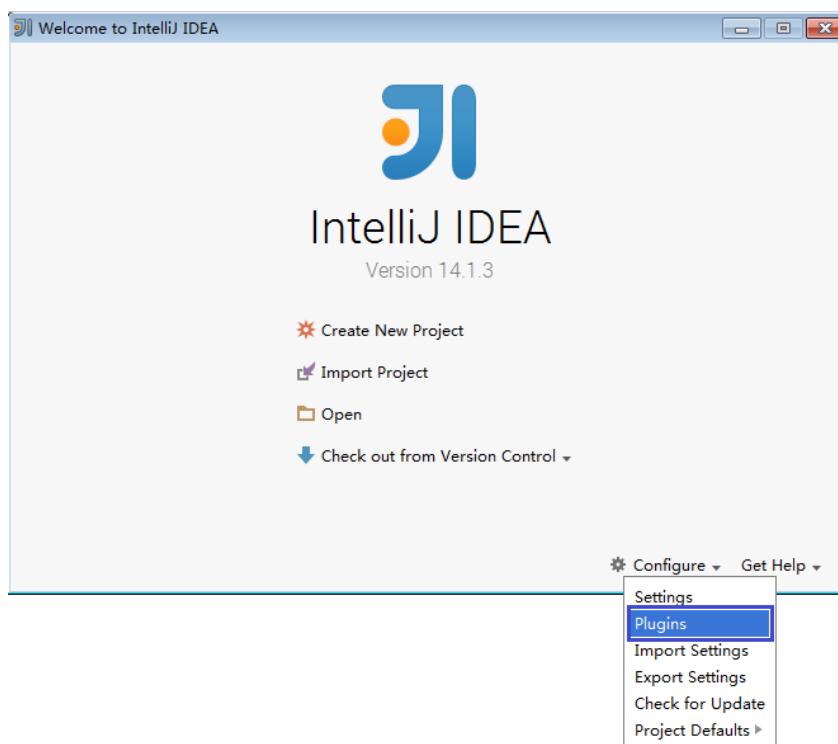 Welcome to IntelliJ IDEA
IntelliJ IDEA
Version 14.1.3
Create New Project
Import Project
Open
Check out from Version Control
Configure Get Help
Settings
Plugins
Import Settings
Export Settings
Check for Update
Project Defaults